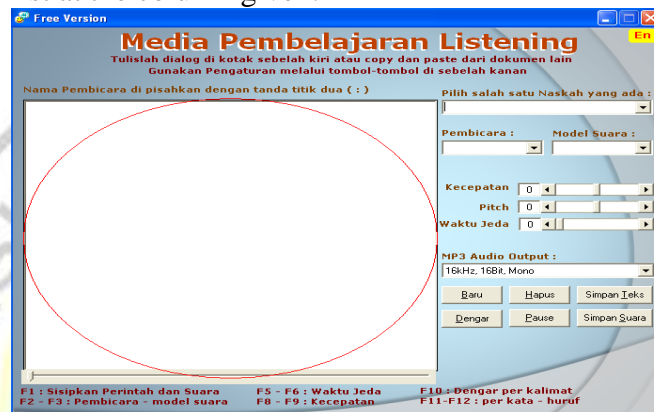 Free Version
En
Media Pembelajaran Listening
Tulislah dialog di kotak sebelah kiri atau copy dan paste dari dokumen lain
Gunakan Pengaturan melalui tombol-tombol di sebelah kanan
Nama Pembicara di pisahkan dengan tanda titik dua ( : )
Pilih salah satu Naskah yang ada :
Pembicara : Model Suara :
Kecepatan 0
Pitch 0
Waktu Jeda 0
MP3 Audio Output :
16kHz, 16Bit, Mono
Baru Hapus Simpan Teks
Dengar Pause Simpan Suara
F1 : Sisipkan Perintah dan Suara F5 - F6 : Waktu Jeda F10 : Dengar per kalimat
F2 - F3 : Pembicara - model suara F8 - F9 : Kecepatan F11-F12 : per kata - huruf